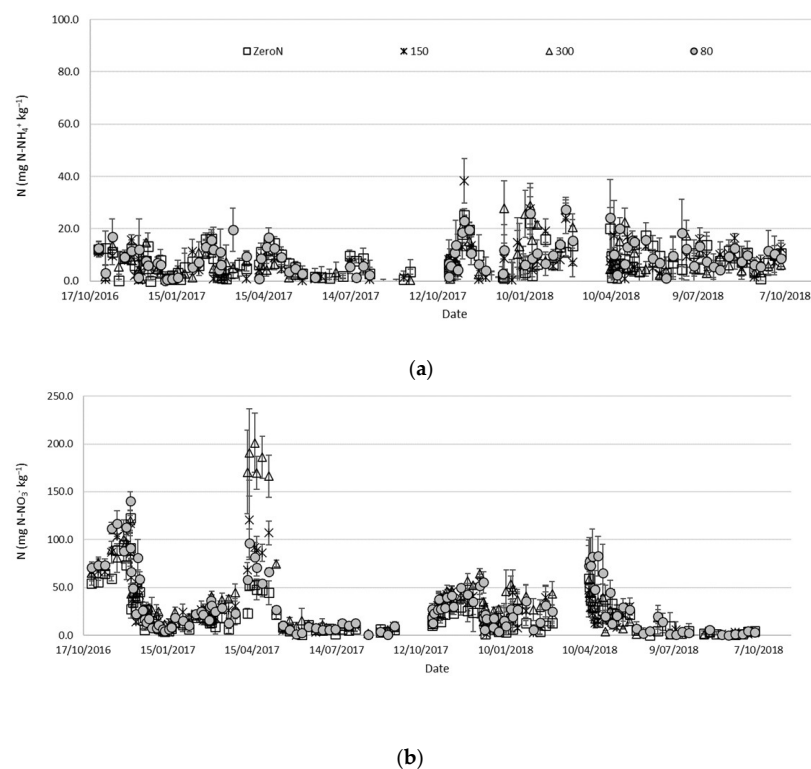 100.0
ZeroN 150 300 80
80.0
60.0
40.0
20.0
0.0
N (mg N-NH₄⁺ kg⁻¹)
17/10/2016 15/01/2017 15/04/2017 14/07/2017 12/10/2017 10/01/2018 10/04/2018 9/07/2018 7/10/2018
Date
(a)
250.0
200.0
150.0
100.0
50.0
0.0
N (mg N-NO₃⁻ kg⁻¹)
17/10/2016 15/01/2017 15/04/2017 14/07/2017 12/10/2017 10/01/2018 10/04/2018 9/07/2018 7/10/2018
Date
(b)